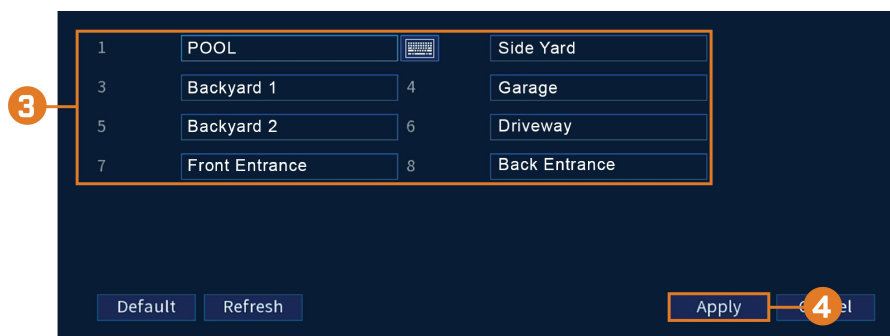 1 POOL Side Yard
3 Backyard 1 4 Garage
3
5 Backyard 2 6 Driveway
7 Front Entrance 8 Back Entrance
Default Refresh Apply 4